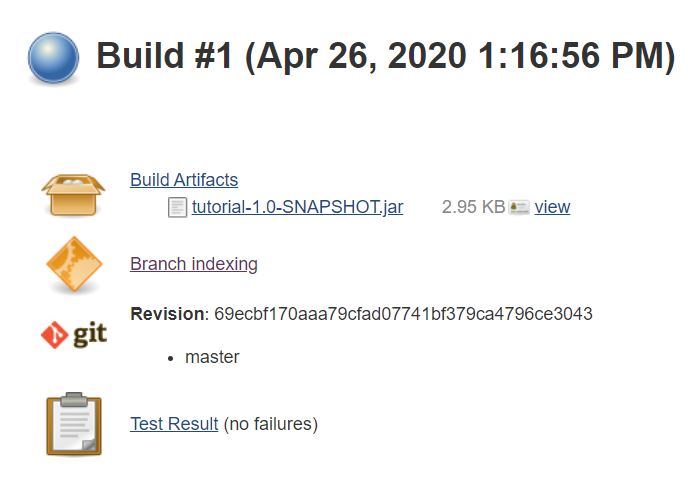 Build #1 (Apr 26, 2020 1:16:56 PM)
Build Artifacts
tutorial-1.0-SNAPSHOT.jar 2.95 KB view
Branch indexing
Revision: 69ecbf170aaa79cfad07741bf379ca4796ce3043
git
• master
Test Result (no failures)